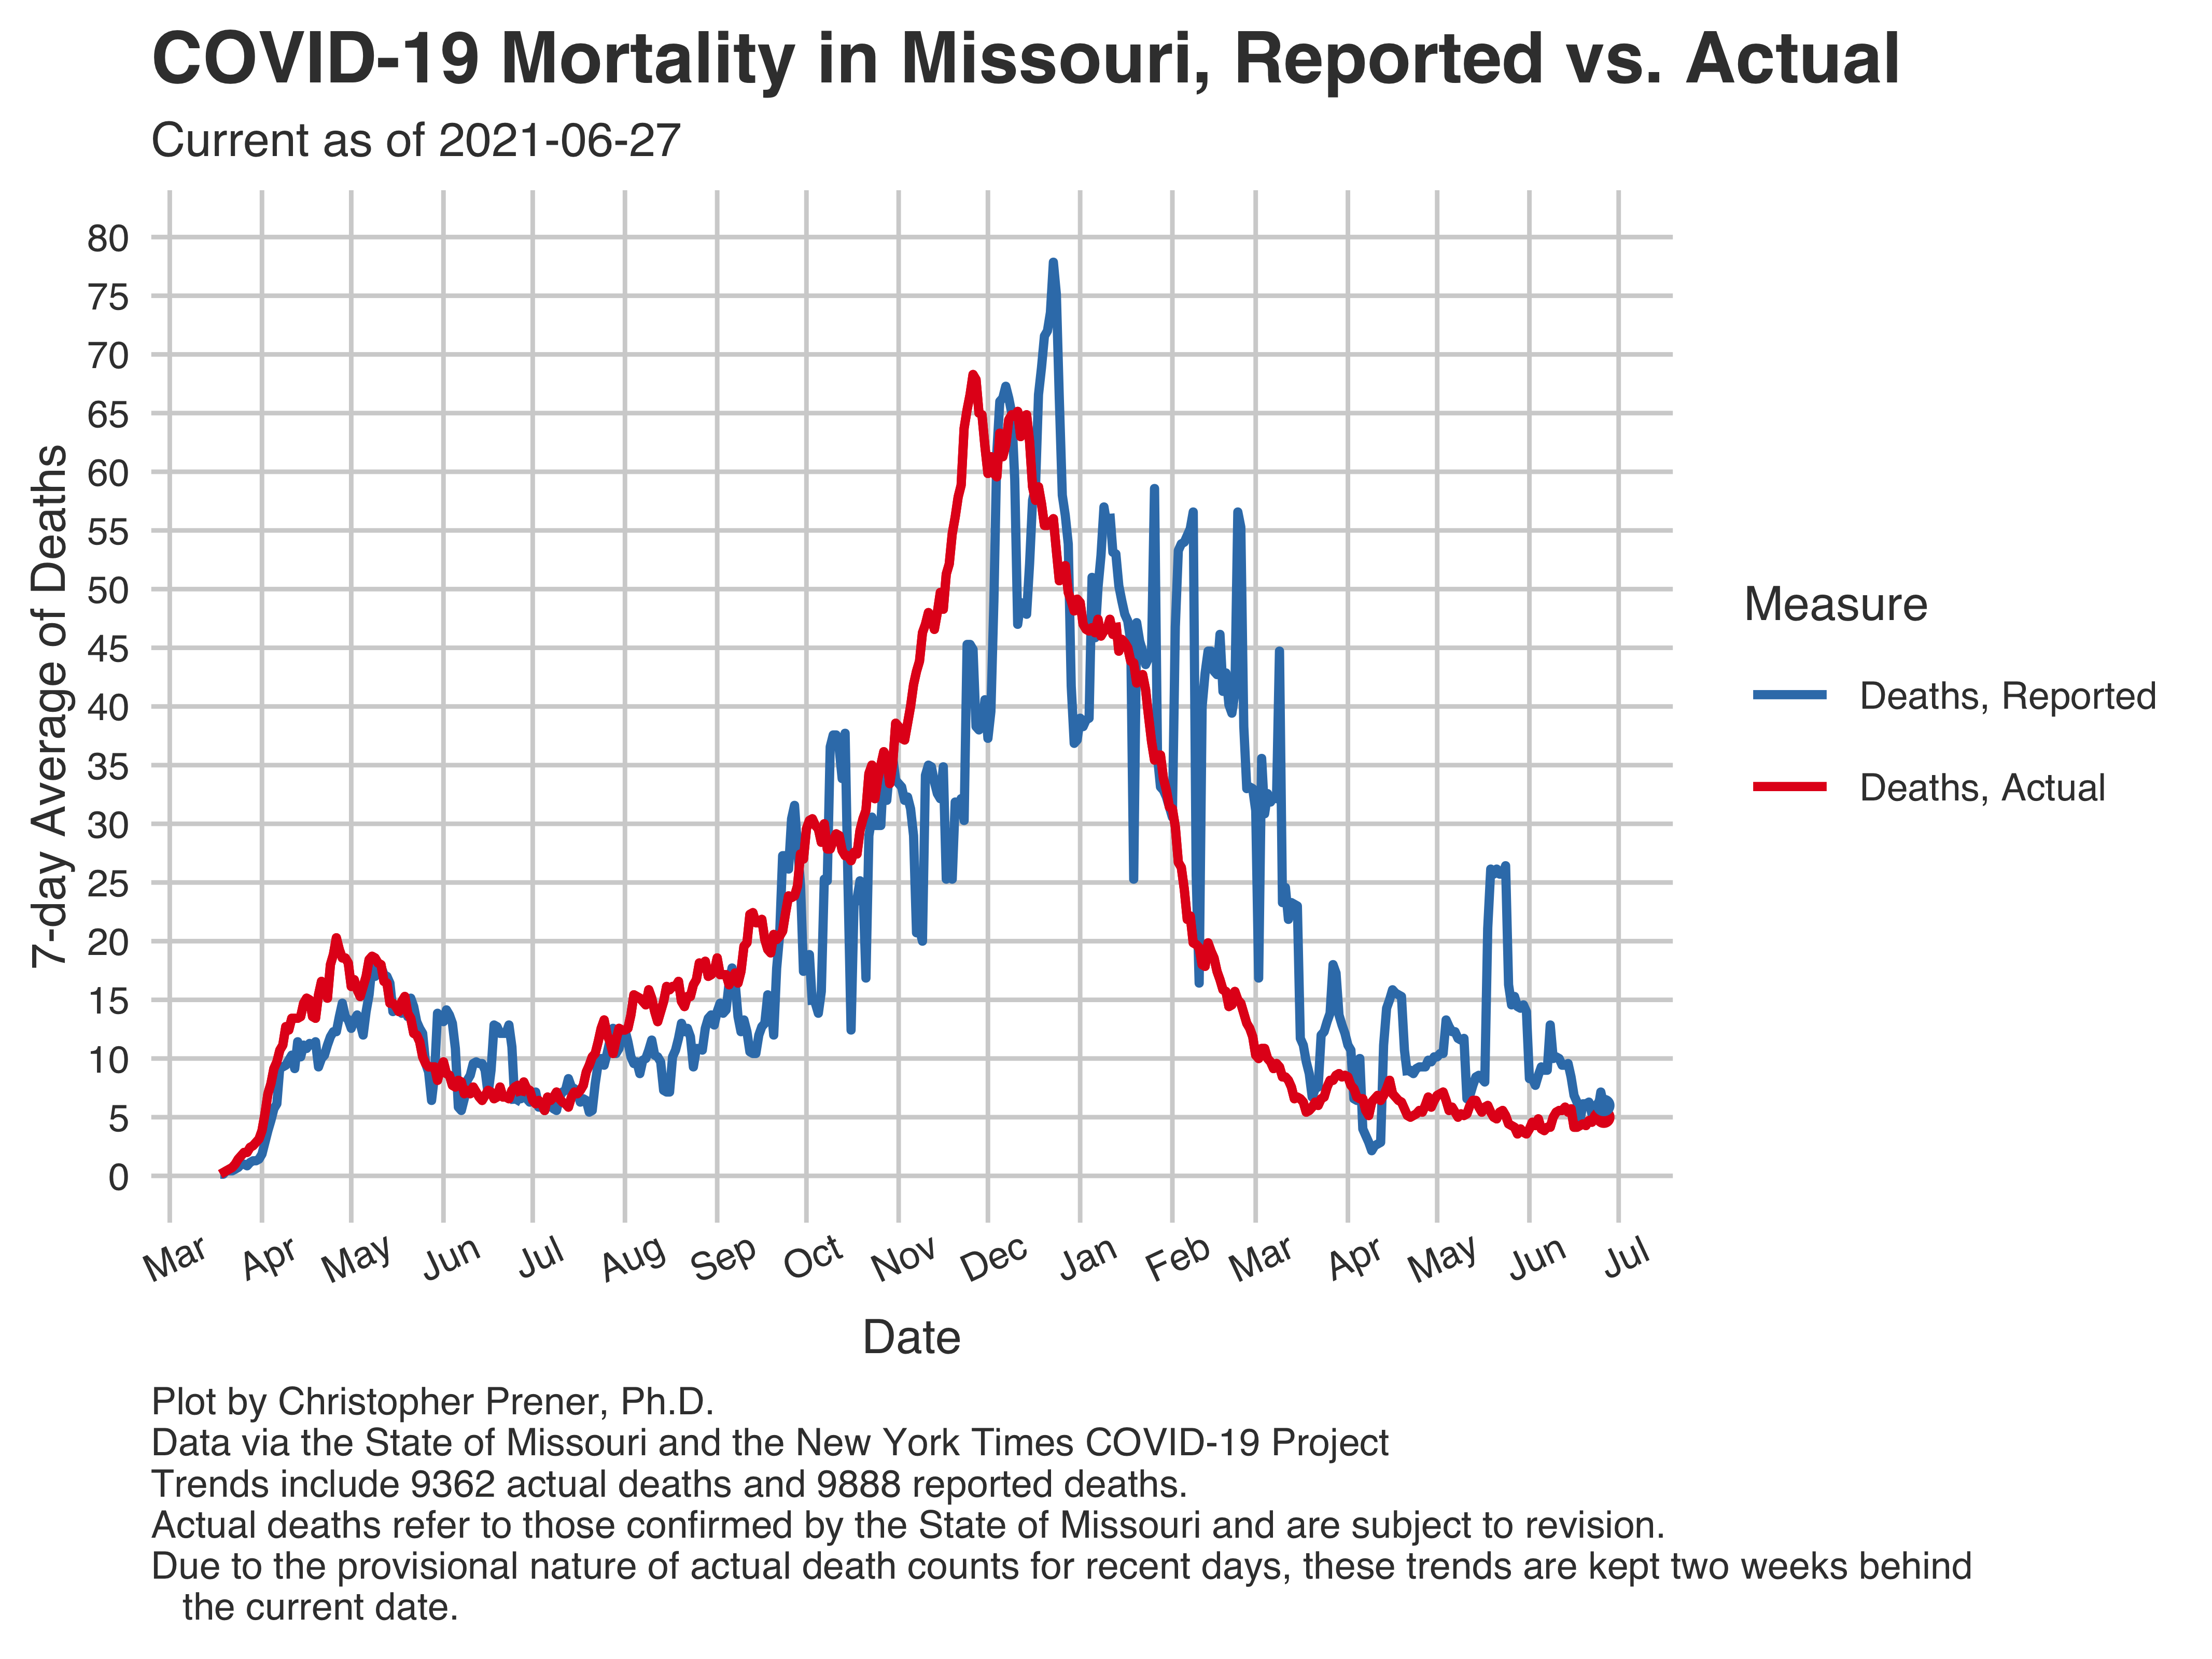 COVID-19 Mortality in Missouri, Reported vs. Actual
Current as of 2021-06-27
7-day Average of Deaths
80
75
70
65
60
55
50
45
40
35
30
25
20
15
10
5
0
Mar Apr May Jun Jul Aug Sep Oct Nov Dec Jan Feb Mar Apr May Jun Jul
Date
Measure
Deaths, Reported
Deaths, Actual
Plot by Christopher Prener, Ph.D.
Data via the State of Missouri and the New York Times COVID-19 Project
Trends include 9362 actual deaths and 9888 reported deaths.
Actual deaths refer to those confirmed by the State of Missouri and are subject to revision.
Due to the provisional nature of actual death counts for recent days, these trends are kept two weeks behind
the current date.